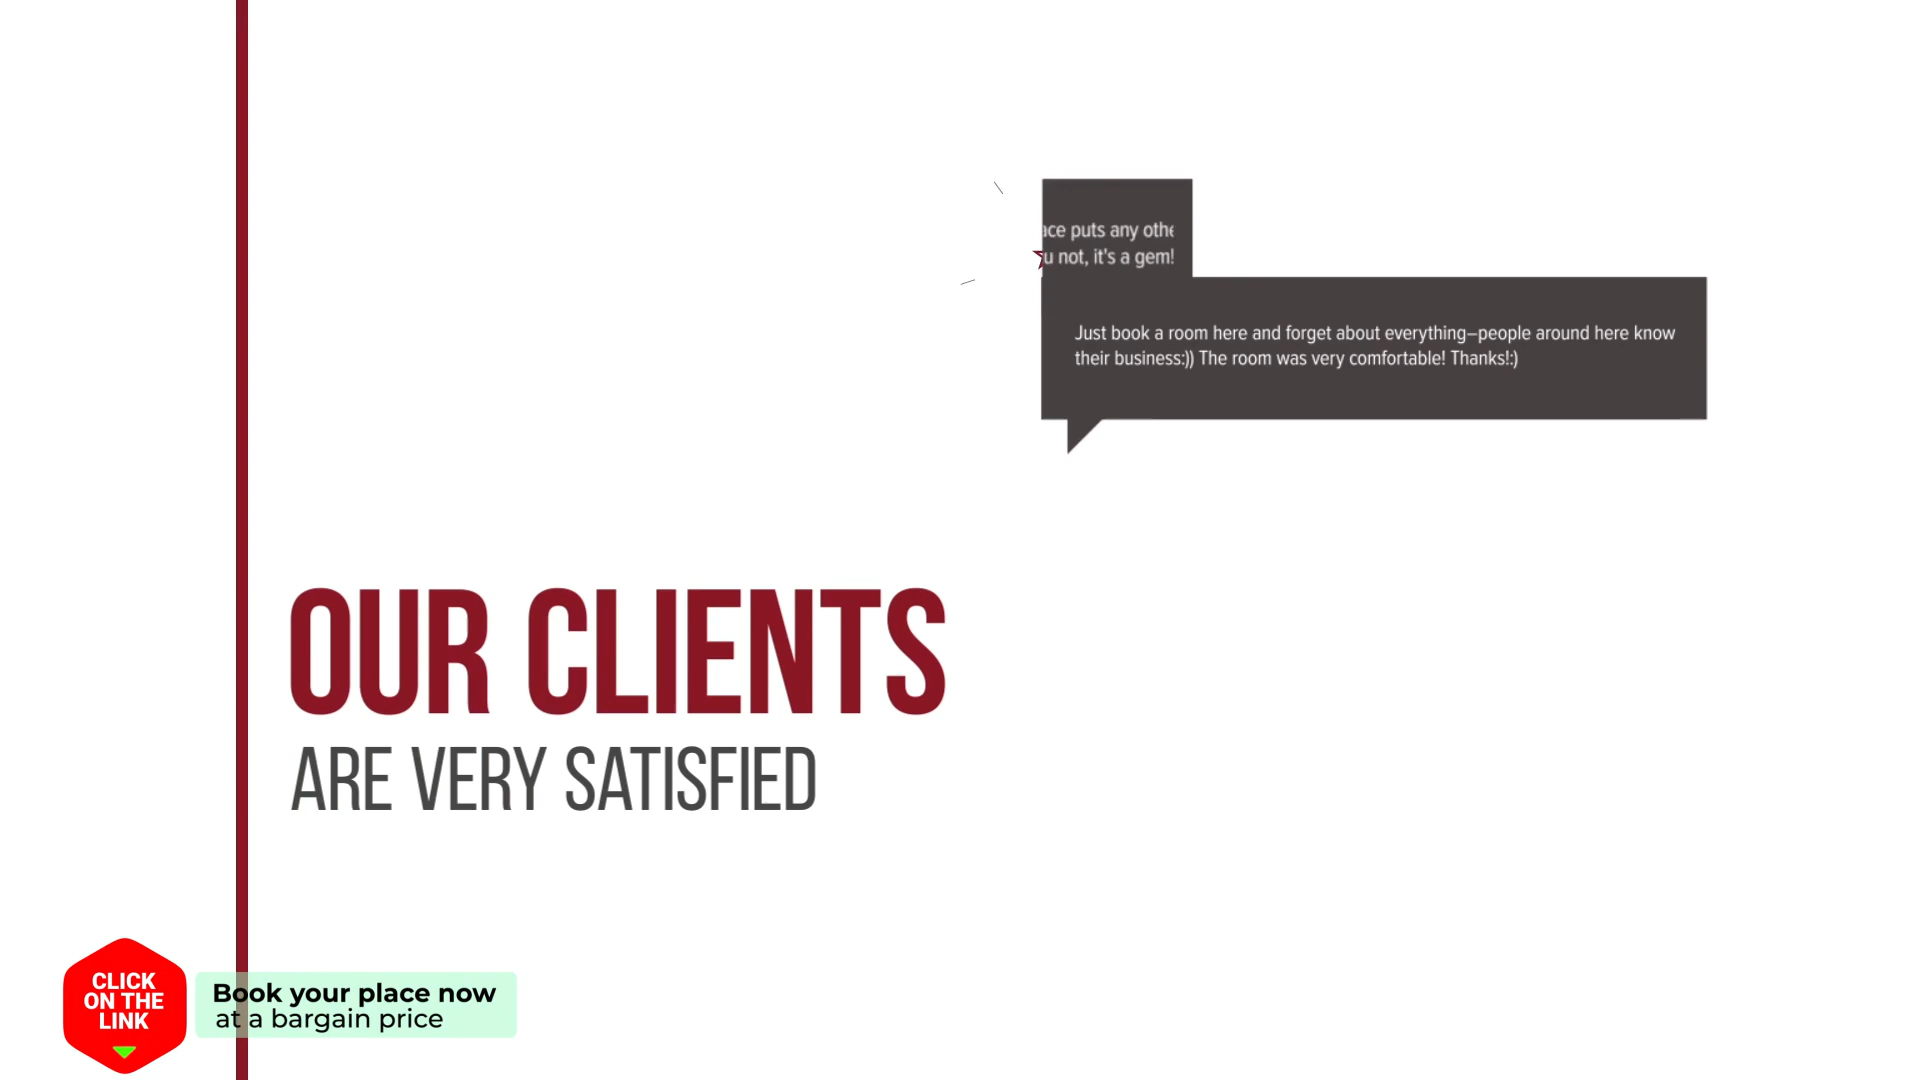 puts any
not, it's a gem!
Just book a room here and forget about everything–people around here know
their business:)) The room was very comfortable! Thanks!:)
OUR CLIENTS
ARE VERY SATISFIED
CLICK
ON THE
LINK
Book your place now
at a bargain price